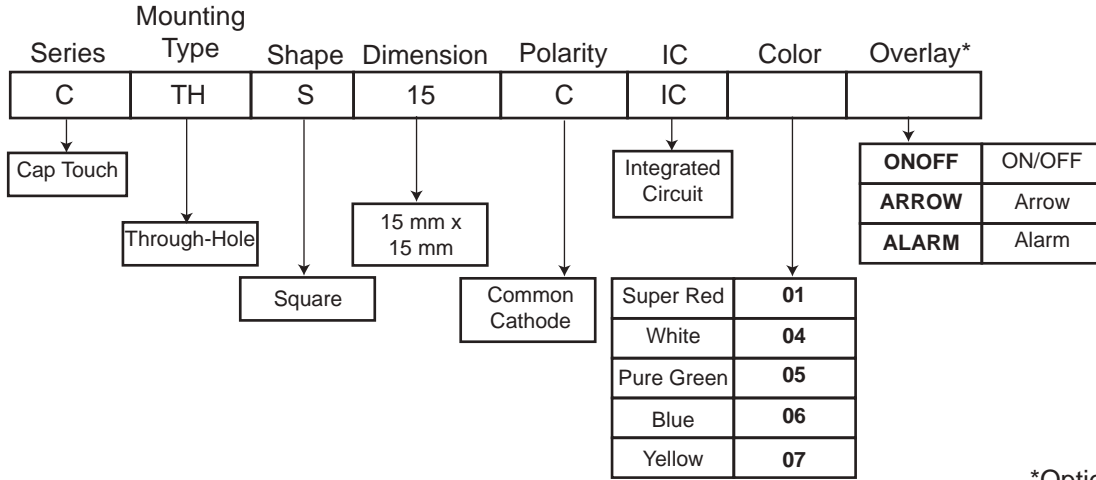 Mounting
Series Type Shape Dimension Polarity IC Color Overlay*
C TH S 15 C IC
Cap Touch
Through-Hole
Square
15 mm x
15 mm
Common
Cathode
Integrated
Circuit
Super Red 01
White 04
Pure Green 05
Blue 06
Yellow 07
ONOFF ON/OFF
ARROW Arrow
ALARM Alarm